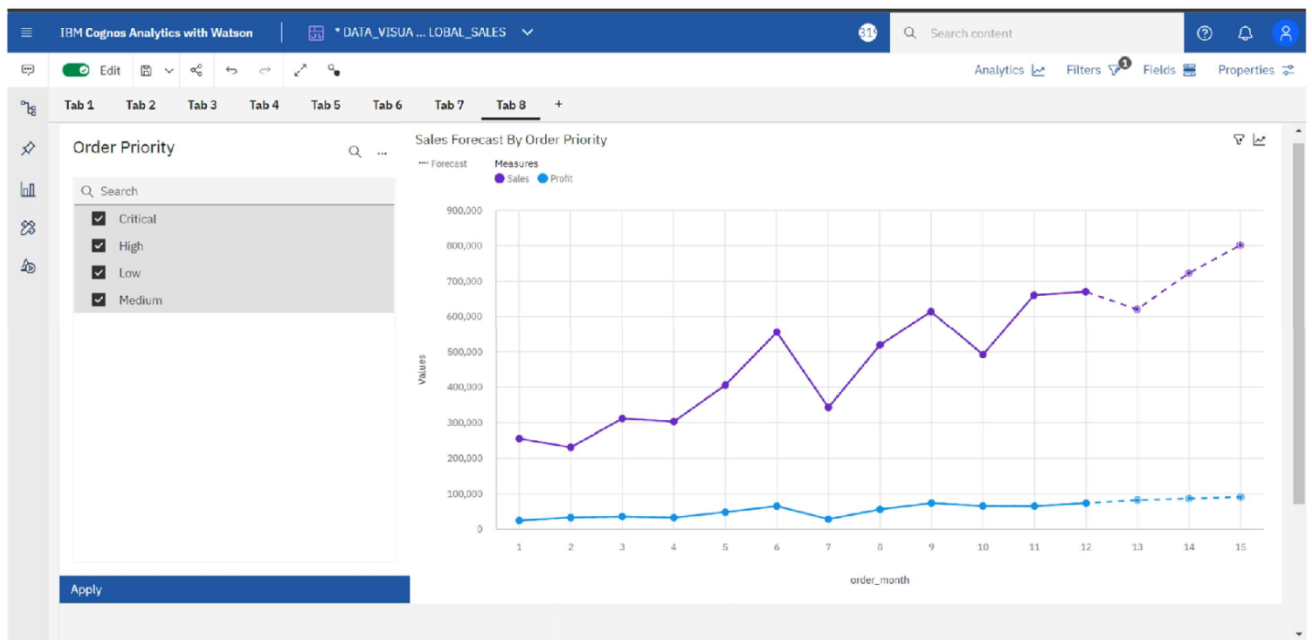 IBM Cognos Analytics with Watson
* DATA_VISUA ... LOBAL_SALES
Search content
Edit
Analytics
Filters
1
Fields
Properties
Tab 1 Tab 2 Tab 3 Tab 4 Tab 5 Tab 6 Tab 7 Tab 8 +
Order Priority
...
Search
Critical
High
Low
Medium
Apply
Sales Forecast By Order Priority
Forecast
Measures
Sales Profit
900,000
800,000
700,000
600,000
500,000
400,000
300,000
200,000
100,000
0
Values
1 2 3 4 5 6 7 8 9 10 11 12 13 14 15
order_month